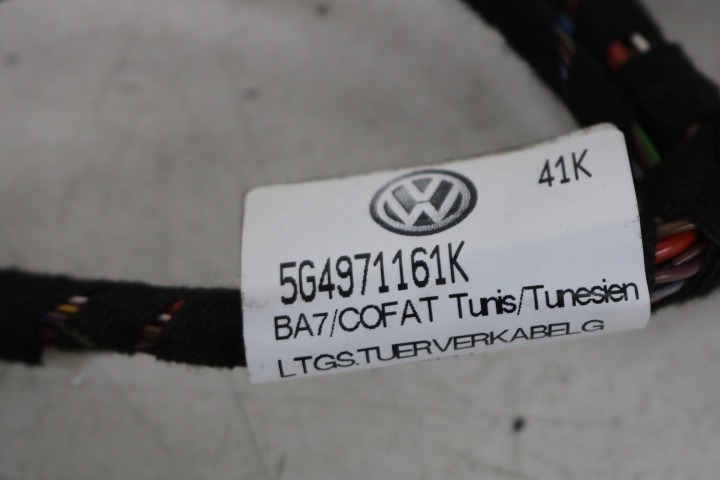 41K
5G4971161K
BA7/COFAT Tunis/Tunesien
LTGS.TUERVERKABELG